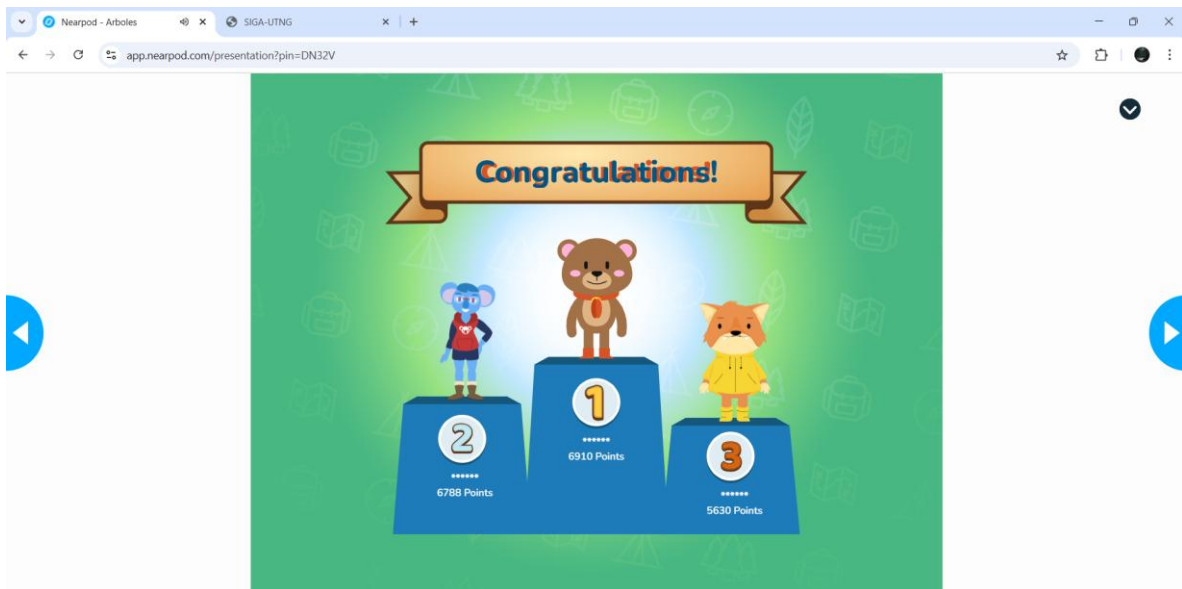 Nearpod - Arboles
SIGA-UTNG
app.nearpod.com/presentation?pin=DN32V
Congratulations!
1
••••••
6910 Points
2
••••••
6788 Points
3
••••••
5630 Points